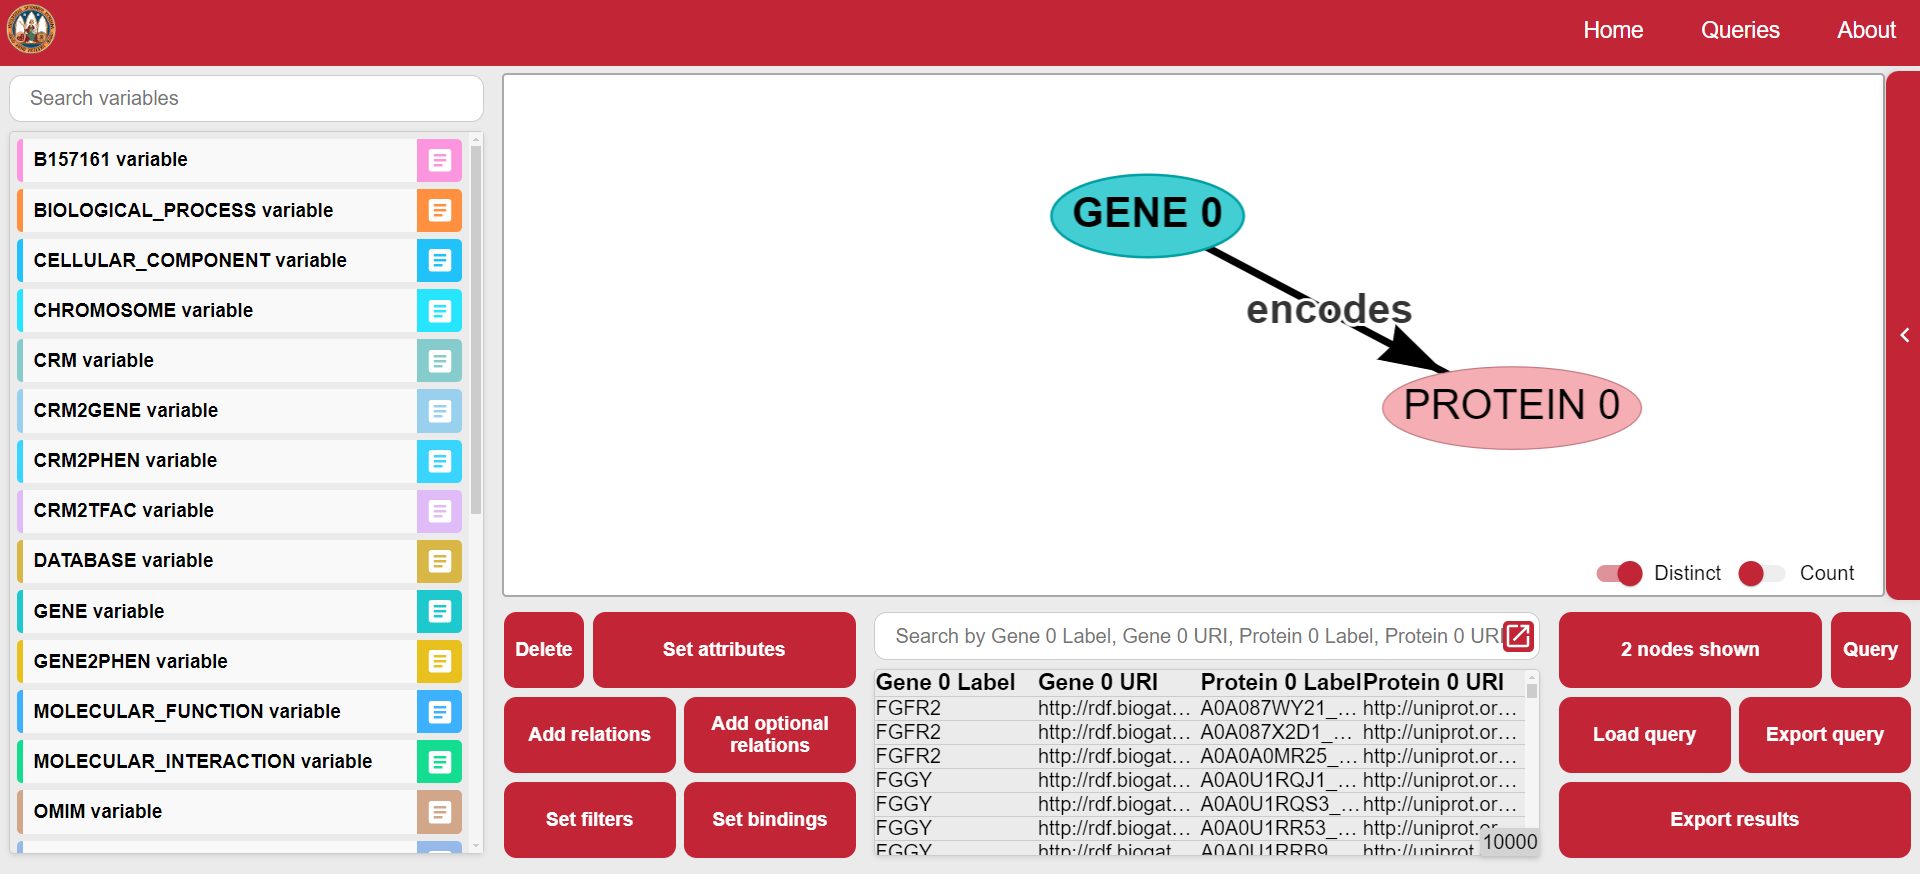 Home Queries About
Search variables
B157161 variable
BIOLOGICAL_PROCESS variable
CELLULAR_COMPONENT variable
CHROMOSOME variable
CRM variable
CRM2GENE variable
CRM2PHEN variable
CRM2TFAC variable
DATABASE variable
GENE variable
GENE2PHEN variable
MOLECULAR_FUNCTION variable
MOLECULAR_INTERACTION variable
OMIM variable
GENE 0
encodes
PROTEIN 0
Distinct Count
Delete
Set attributes
Add relations
Add optional
relations
Set filters
Set bindings
Search by Gene 0 Label, Gene 0 URI, Protein 0 Label, Protein 0 URI
Gene 0 Label Gene 0 URI Protein 0 Label Protein 0 URI
FGFR2 http://rdf.biogat... A0A087WY21_... http://uniprot.or...
FGFR2 http://rdf.biogat... A0A087X2D1_... http://uniprot.or...
FGFR2 http://rdf.biogat... A0A0A0MR25_... http://uniprot.or...
FGGY http://rdf.biogat... A0A0U1RQJ1_... http://uniprot.or...
FGGY http://rdf.biogat... A0A0U1RQS3_... http://uniprot.or...
FGGY http://rdf.biogat... A0A0U1RR53_... http://uniprot.or...
FGGY http://rdf.biogat... A0A0U1RRB9 http://uniprot
10000
2 nodes shown
Query
Load query
Export query
Export results